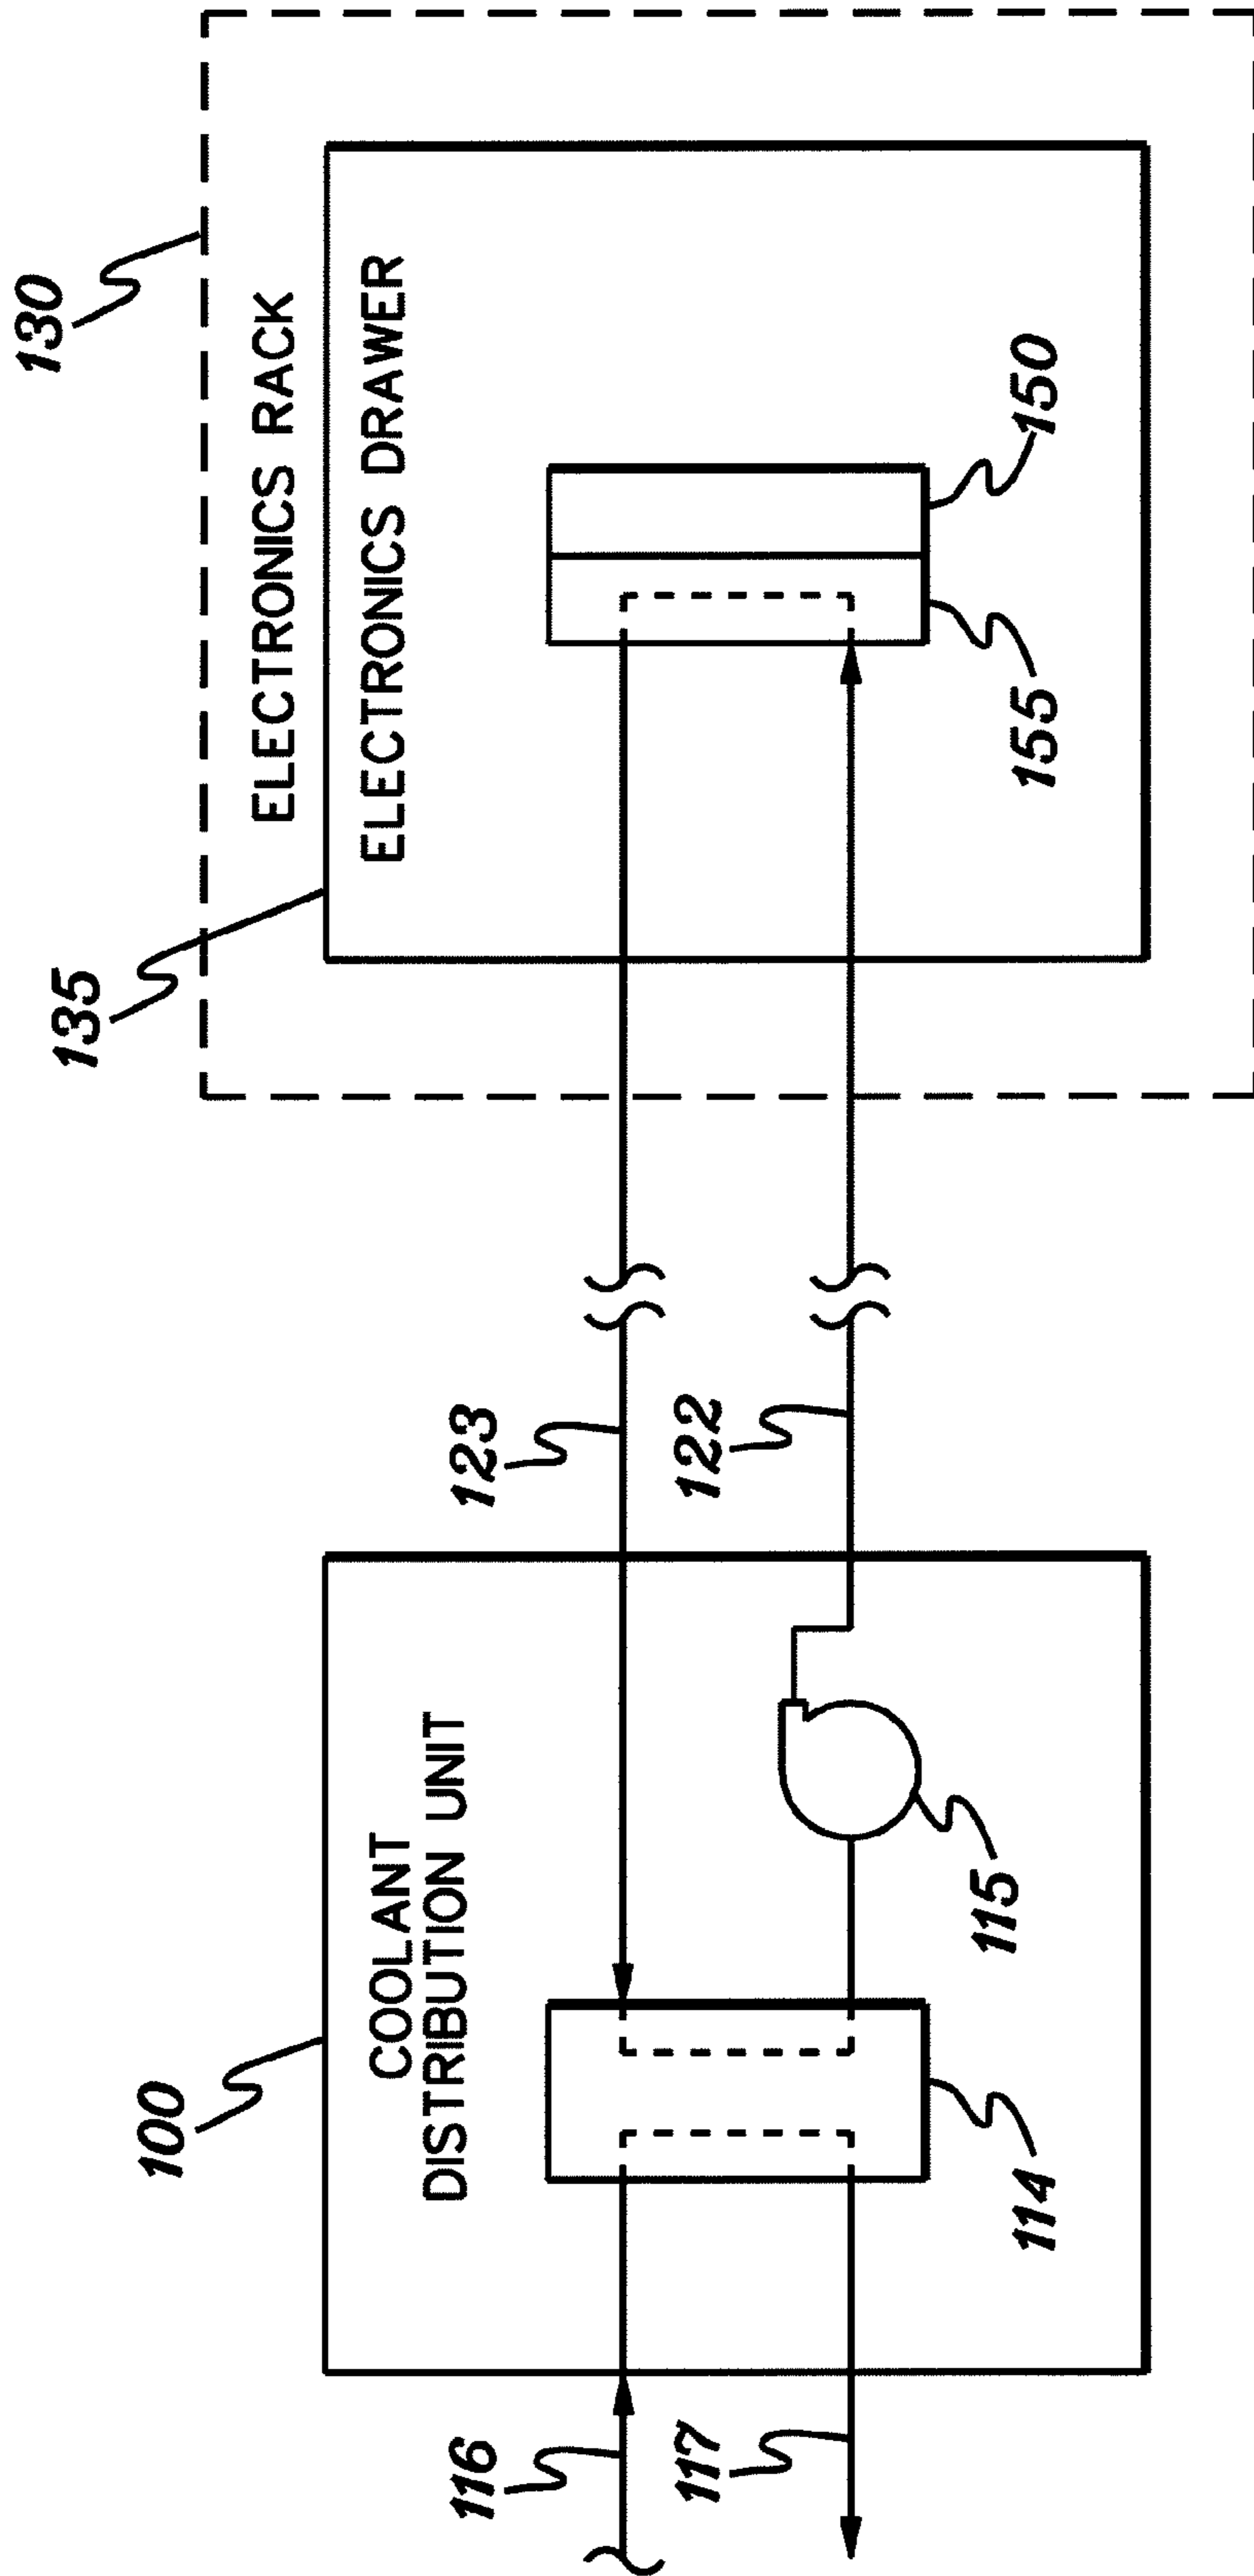 130
ELECTRONICS RACK
135
ELECTRONICS DRAWER
150
155
123
122
100
COOLANT
DISTRIBUTION UNIT
115
114
116
117